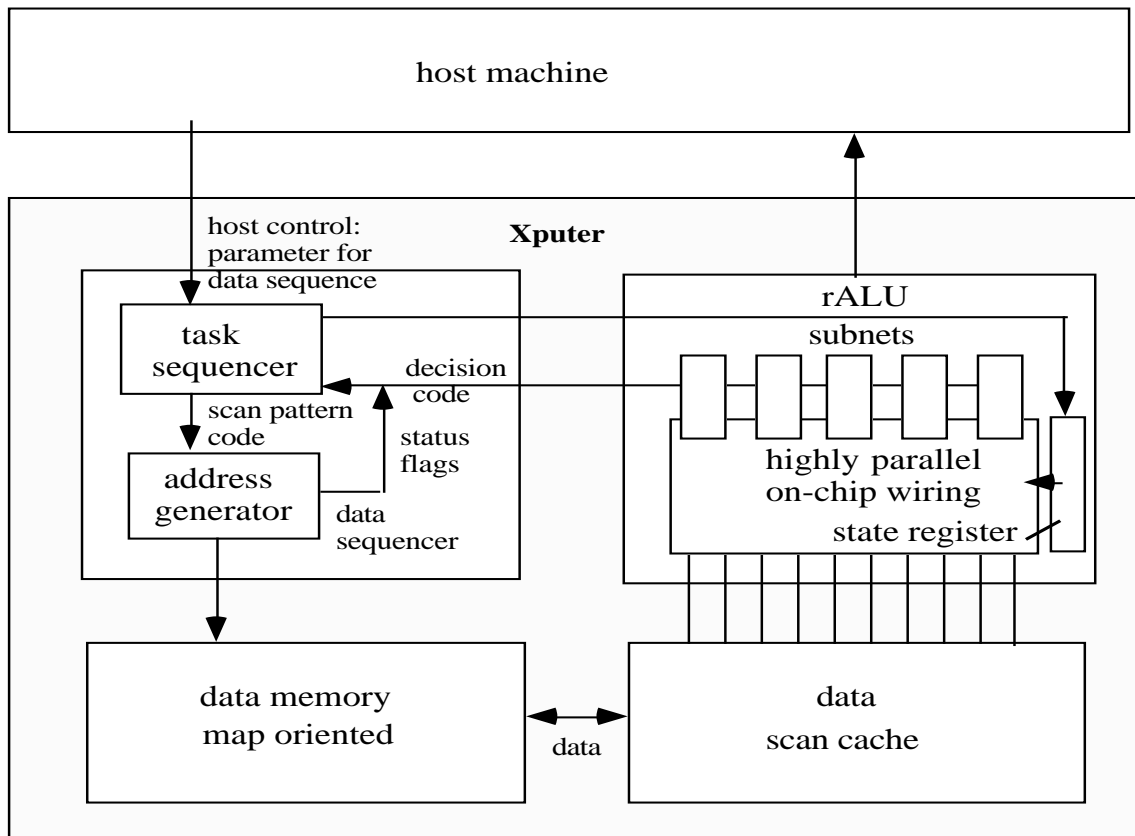 host machine
host control:
parameter for
data sequence
Xputer
task
sequencer
scan pattern
code
address
generator
decision
code
status
flags
data
sequencer
rALU
subnets
highly parallel
on-chip wiring
state register
data memory
map oriented
data
data
scan cache